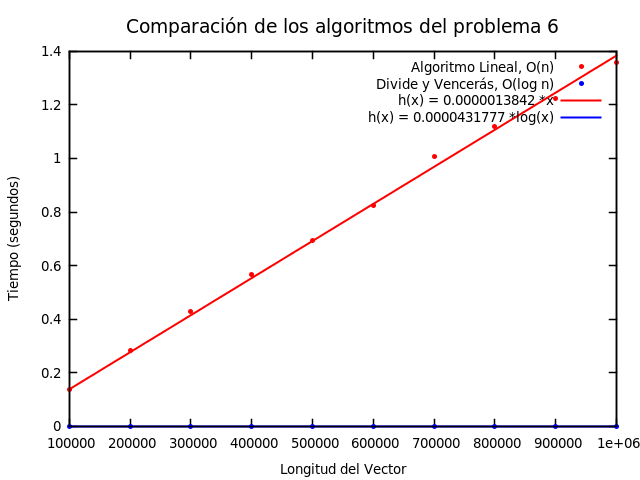 Comparación de los algoritmos del problema 6
Algoritmo Lineal, O(n)
Divide y Vencerás, O(log n)
h(x) = 0.0000013842 *x
h(x) = 0.0000431777 *log(x)
Tiempo (segundos)
1.4
1.2
1
0.8
0.6
0.4
0.2
0
100000 200000 300000 400000 500000 600000 700000 800000 900000 1e+06
Longitud del Vector